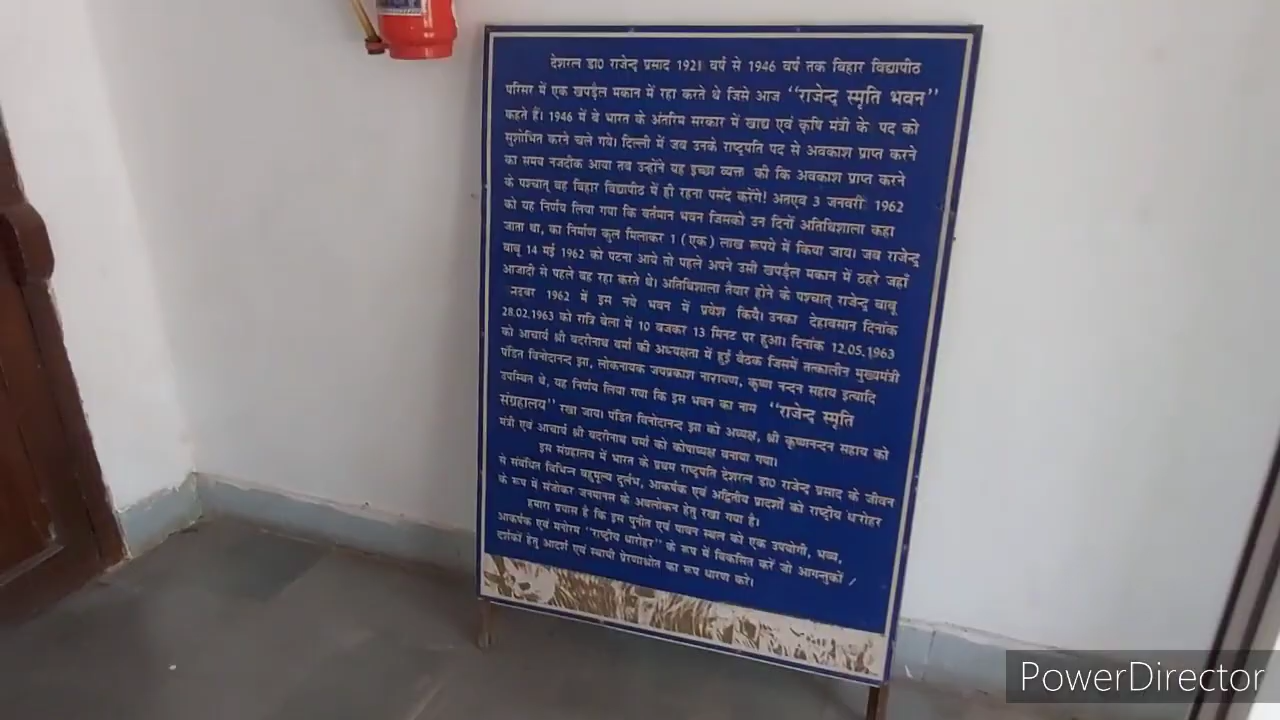 देशरत्न डा0 राजेन्द्र प्रसाद 1921 वर्ष से 1946 वर्ष तक बिहार विद्यापीठ
परिसर में एक खपड़ैल मकान में रहा करते थे जिसे आज "राजेन्द्र स्मृति भवन"
कहते हैं। 1946 में वे भारत के अंतरिम सरकार में खाद्य एवं कृषि मंत्री के पद को
सुशोभित करने चले गये। दिल्ली में जब उनके राष्ट्रपति पद से अवकाश प्राप्त करने
का समय नजदीक आया तब उन्होंने यह इच्छा व्यक्त की कि अवकाश प्राप्त करने
के पश्चात् वह बिहार विद्यापीठ में ही रहना पसंद करेंगे! अतएव 3 जनवरी 1962
को यह निर्णय लिया गया कि वर्तमान भवन जिसको उन दिनों अतिथिशाला कहा
जाता था, का निर्माण कुल मिलाकर 1 (एक) लाख रूपये में किया जाय। जब राजेन्द्र
बाबू 14 मई 1962 को पटना आये तो पहले अपने उसी खपड़ैल मकान में ठहरे जहाँ
आजादी से पहले वह रहा करते थे। अतिथिशाला तैयार होने के पश्चात् राजेन्द्र बाबू
1962 में इस नये भवन में प्रवेश किये। उनका देहावसान दिनांक
28.02.1963 को रात्रि बेला में 10 बजकर 13 मिनट पर हुआ। दिनांक 12.05.1963
को आचार्य श्री बदरीनाथ वर्मा की अध्यक्षता में हुई बैठक जिसमें तत्कालीन मुख्यमंत्री
पंडित विनोदानन्द झा, लोकनायक जयप्रकाश नारायण, कृष्ण नन्दन सहाय इत्यादि
उपस्थित थे, यह निर्णय लिया गया कि इस भवन का नाम "राजेन्द्र स्मृति
संग्रहालय" रखा जाय। पंडित विनोदानन्द झा को अध्यक्ष, श्री कृष्णनन्दन सहाय को
मंत्री एवं आचार्य श्री बदरीनाथ वर्मा को कोषाध्यक्ष बनाया गया।
इस संग्रहालय में भारत के प्रथम राष्ट्रपति देशरत्न डा0 राजेन्द्र प्रसाद के जीवन
से संबंधित विभिन्न बहुमूल्य दुर्लभ, आकर्षक एवं अद्वितीय प्रादर्शों को राष्ट्रीय धरोहर
के रूप में संजोकर जनमानस के अवलोकन हेतु रखा गया है।
हमारा प्रयास है कि इस पुनीत एवं पावन स्थल को एक उपयोगी, भव्य,
आकर्षक एवं मनोरम "राष्ट्रीय धारोहर" के रूप में विकसित करें जो आगन्तुकों /
दर्शकों हेतु आदर्श एवं स्थायी प्रेरणाश्रोत का रूप धारण करे।
PowerDirector